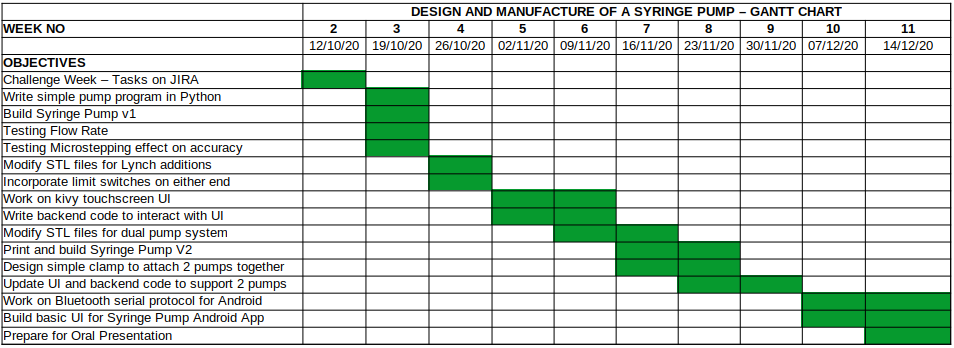 DESIGN AND MANUFACTURE OF A SYRINGE PUMP – GANTT CHART
WEEK NO 2 3 4 5 6 7 8 9 10 11
12/10/20 19/10/20 26/10/20 02/11/20 09/11/20 16/11/20 23/11/20 30/11/20 07/12/20 14/12/20
OBJECTIVES
Challenge Week – Tasks on JIRA
Write simple pump program in Python
Build Syringe Pump v1
Testing Flow Rate
Testing Microstepping effect on accuracy
Modify STL files for Lynch additions
Incorporate limit switches on either end
Work on kivy touchscreen UI
Write backend code to interact with UI
Modify STL files for dual pump system
Print and build Syringe Pump V2
Design simple clamp to attach 2 pumps together
Update UI and backend code to support 2 pumps
Work on Bluetooth serial protocol for Android
Build basic UI for Syringe Pump Android App
Prepare for Oral Presentation